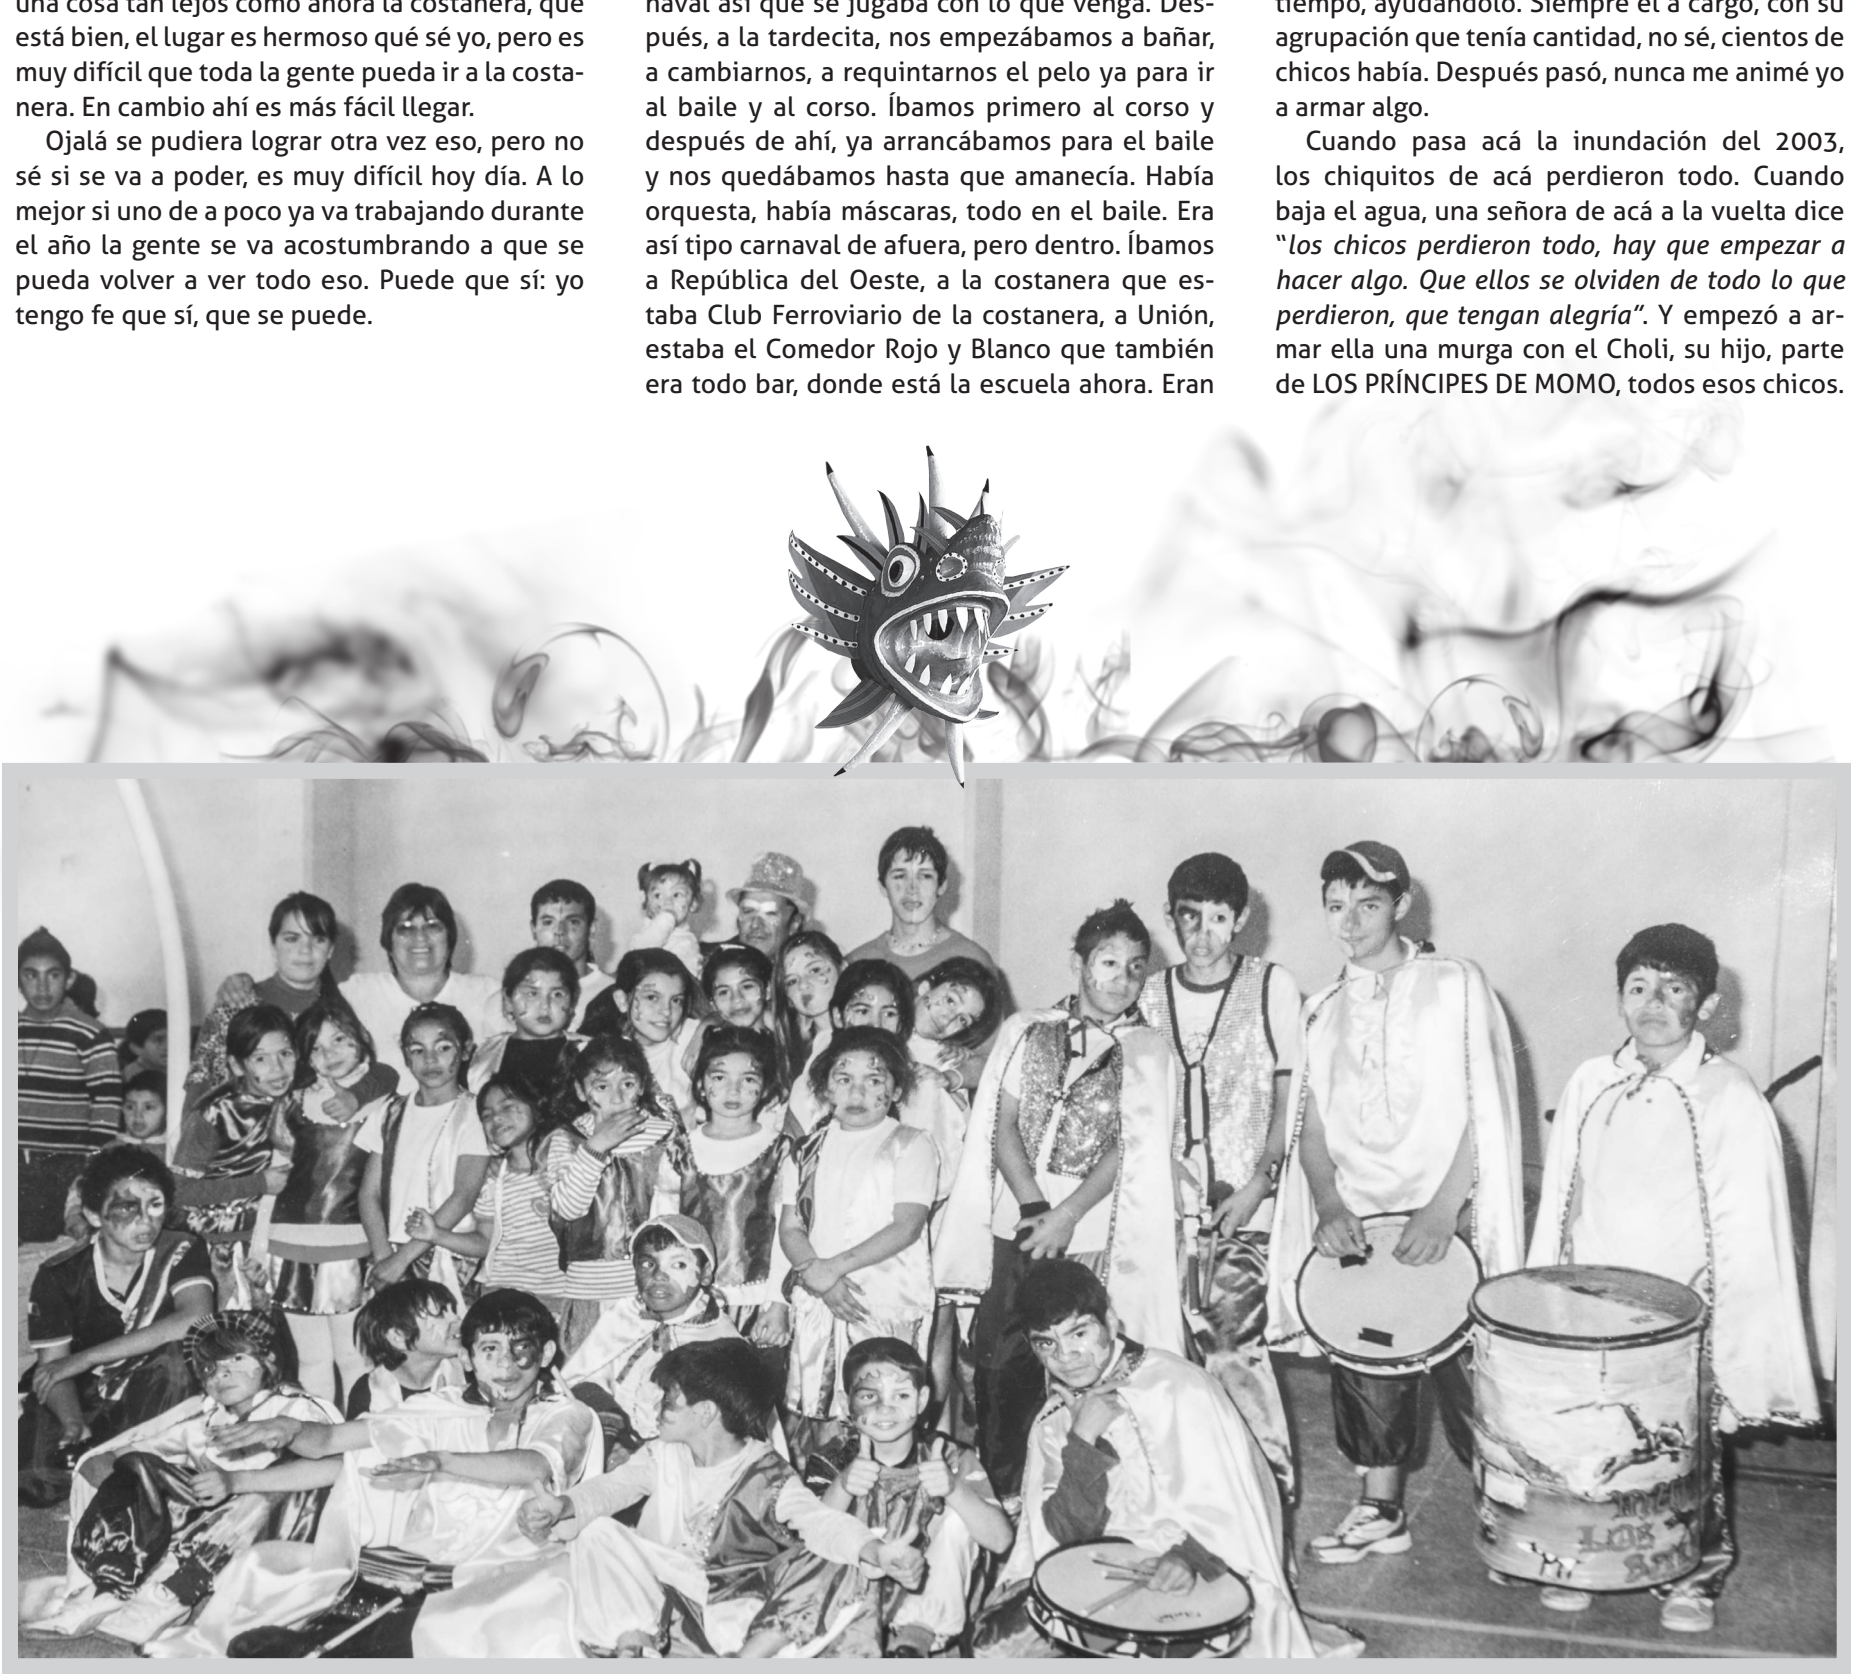 una cosa tan lejos como ahora la costanera, que
está bien, el lugar es hermoso qué sé yo, pero es
muy difícil que toda la gente pueda ir a la costa-
nera. En cambio ahí es más fácil llegar.
Ojalá se pudiera lograr otra vez eso, pero no
sé si se va a poder, es muy difícil hoy día. A lo
mejor si uno de a poco ya va trabajando durante
el año la gente se va acostumbrando a que se
pueda volver a ver todo eso. Puede que sí: yo
tengo fe que sí, que se puede.
naval así que se jugaba con lo que venga. Des-
pués, a la tardecita, nos empezábamos a bañar,
a cambiarnos, a requintarnos el pelo ya para ir
al baile y al corso. Íbamos primero al corso y
después de ahí, ya arrancábamos para el baile
y nos quedábamos hasta que amanecía. Había
orquesta, había máscaras, todo en el baile. Era
así tipo carnaval de afuera, pero dentro. Íbamos
a República del Oeste, a la costanera que es-
taba Club Ferroviario de la costanera, a Unión,
estaba el Comedor Rojo y Blanco que también
era todo bar, donde está la escuela ahora. Eran
tiempo, ayudándolo. Siempre él a cargo, con su
agrupación que tenía cantidad, no sé, cientos de
chicos había. Después pasó, nunca me animé yo
a armar algo.
Cuando pasa acá la inundación del 2003,
los chiquitos de acá perdieron todo. Cuando
baja el agua, una señora de acá a la vuelta dice
"los chicos perdieron todo, hay que empezar a
hacer algo. Que ellos se olviden de todo lo que
perdieron, que tengan alegría". Y empezó a ar-
mar ella una murga con el Choli, su hijo, parte
de LOS PRÍNCIPES DE MOMO, todos esos chicos.
LOS